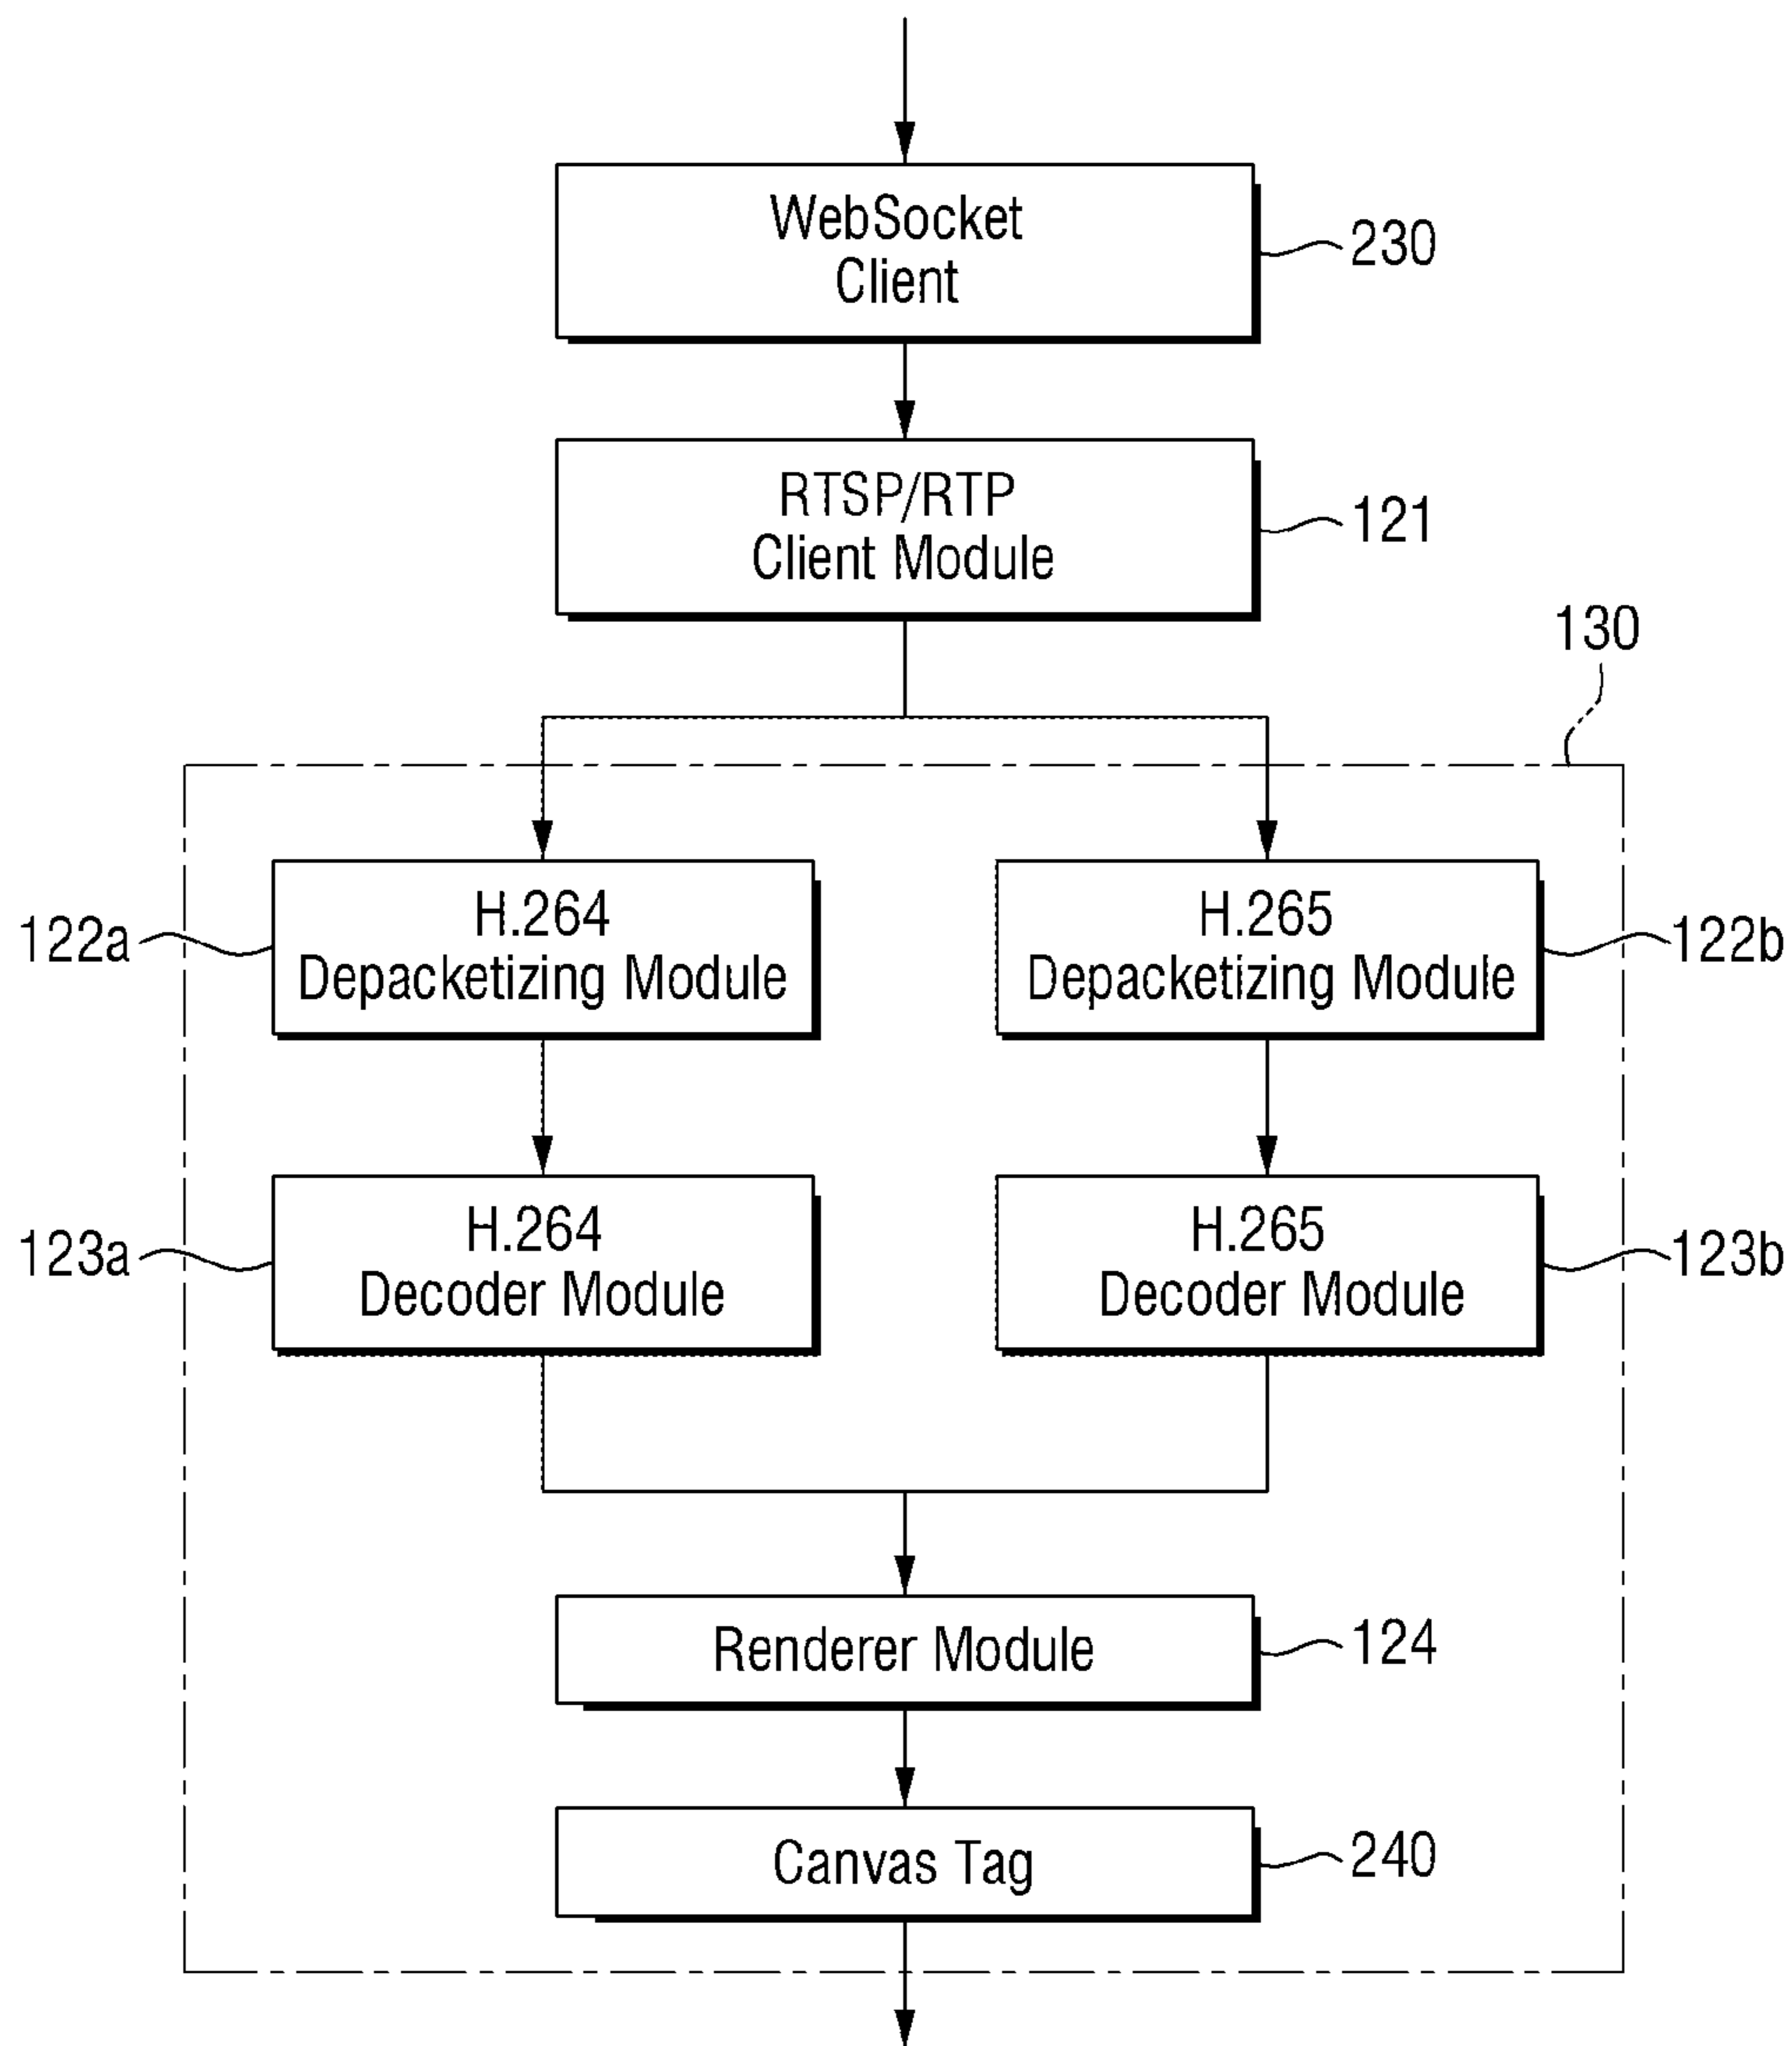 WebSocket
Client
230
RTSP/RTP
Client Module
121
130
H.264
Depacketizing Module
122a
H.265
Depacketizing Module
122b
H.264
Decoder Module
123a
H.265
Decoder Module
123b
Renderer Module
124
Canvas Tag
240